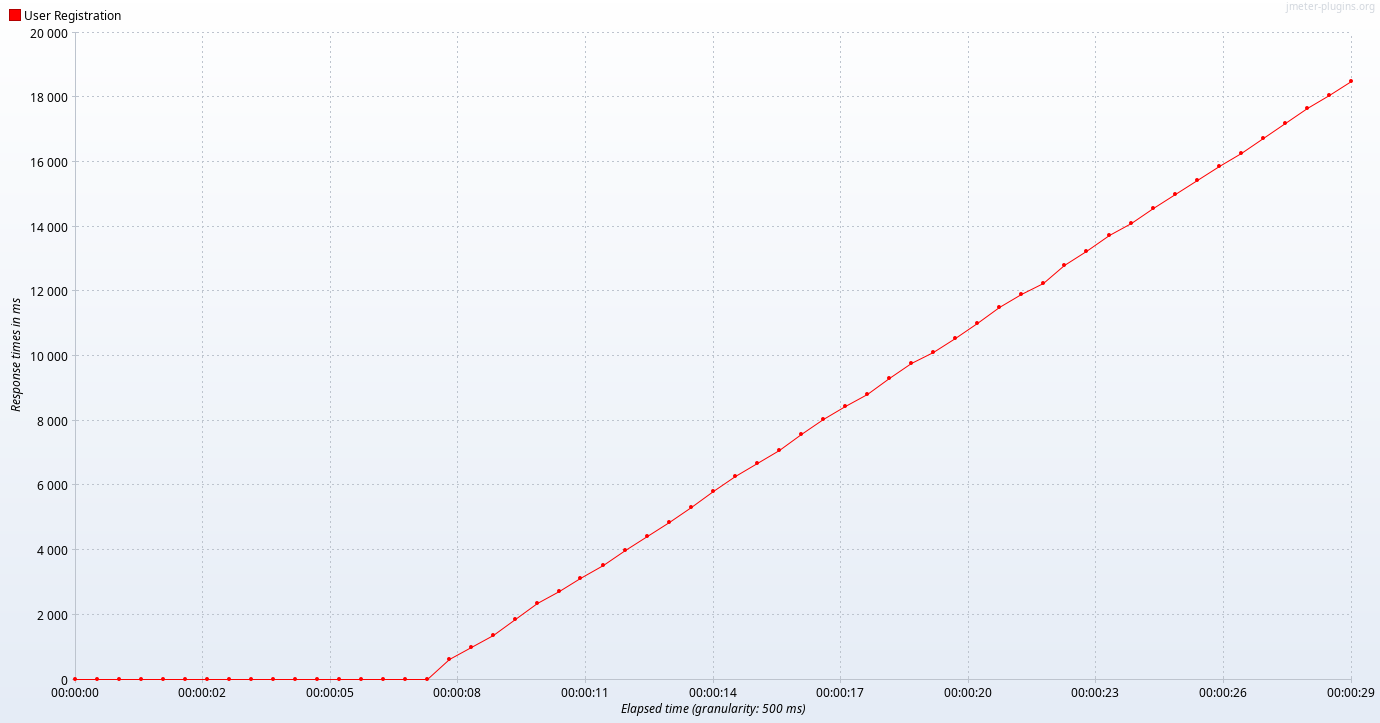 jmeter-plugins.org
User Registration
20 000
18 000
16 000
14 000
12 000
10 000
8 000
6 000
4 000
2 000
0
Response times in ms
00:00:00 00:00:02 00:00:05 00:00:08 00:00:11 00:00:14 00:00:17 00:00:20 00:00:23 00:00:26 00:00:29
Elapsed time (granularity: 500 ms)